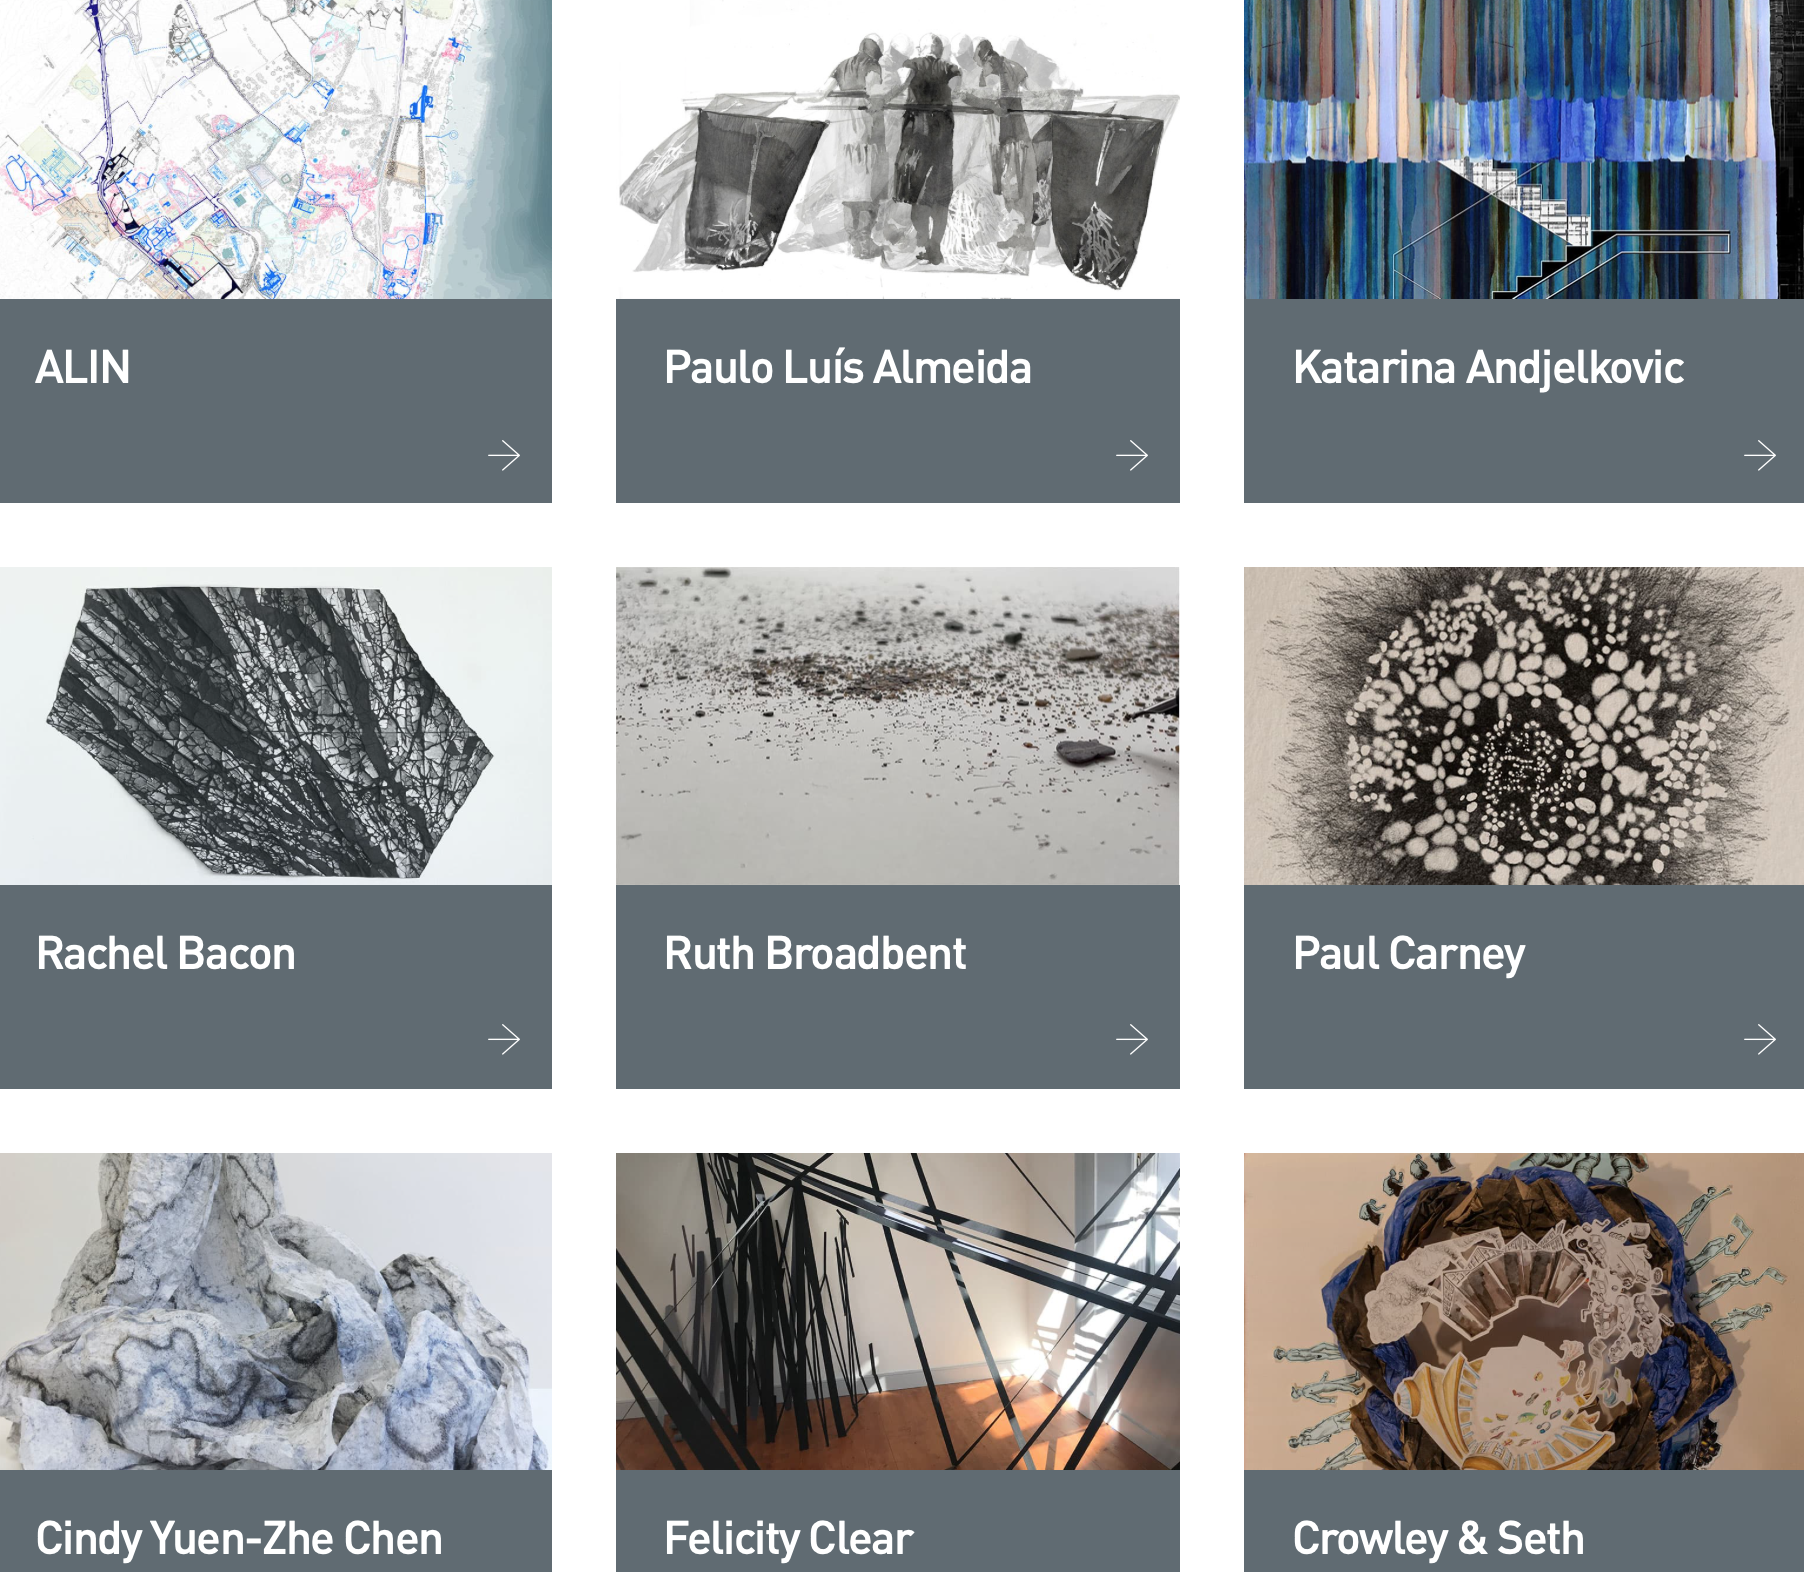 ALIN
Paulo Luís Almeida
Katarina Andjelkovic
Rachel Bacon
Ruth Broadbent
Paul Carney
Cindy Yuen-Zhe Chen
Felicity Clear
Crowley & Seth